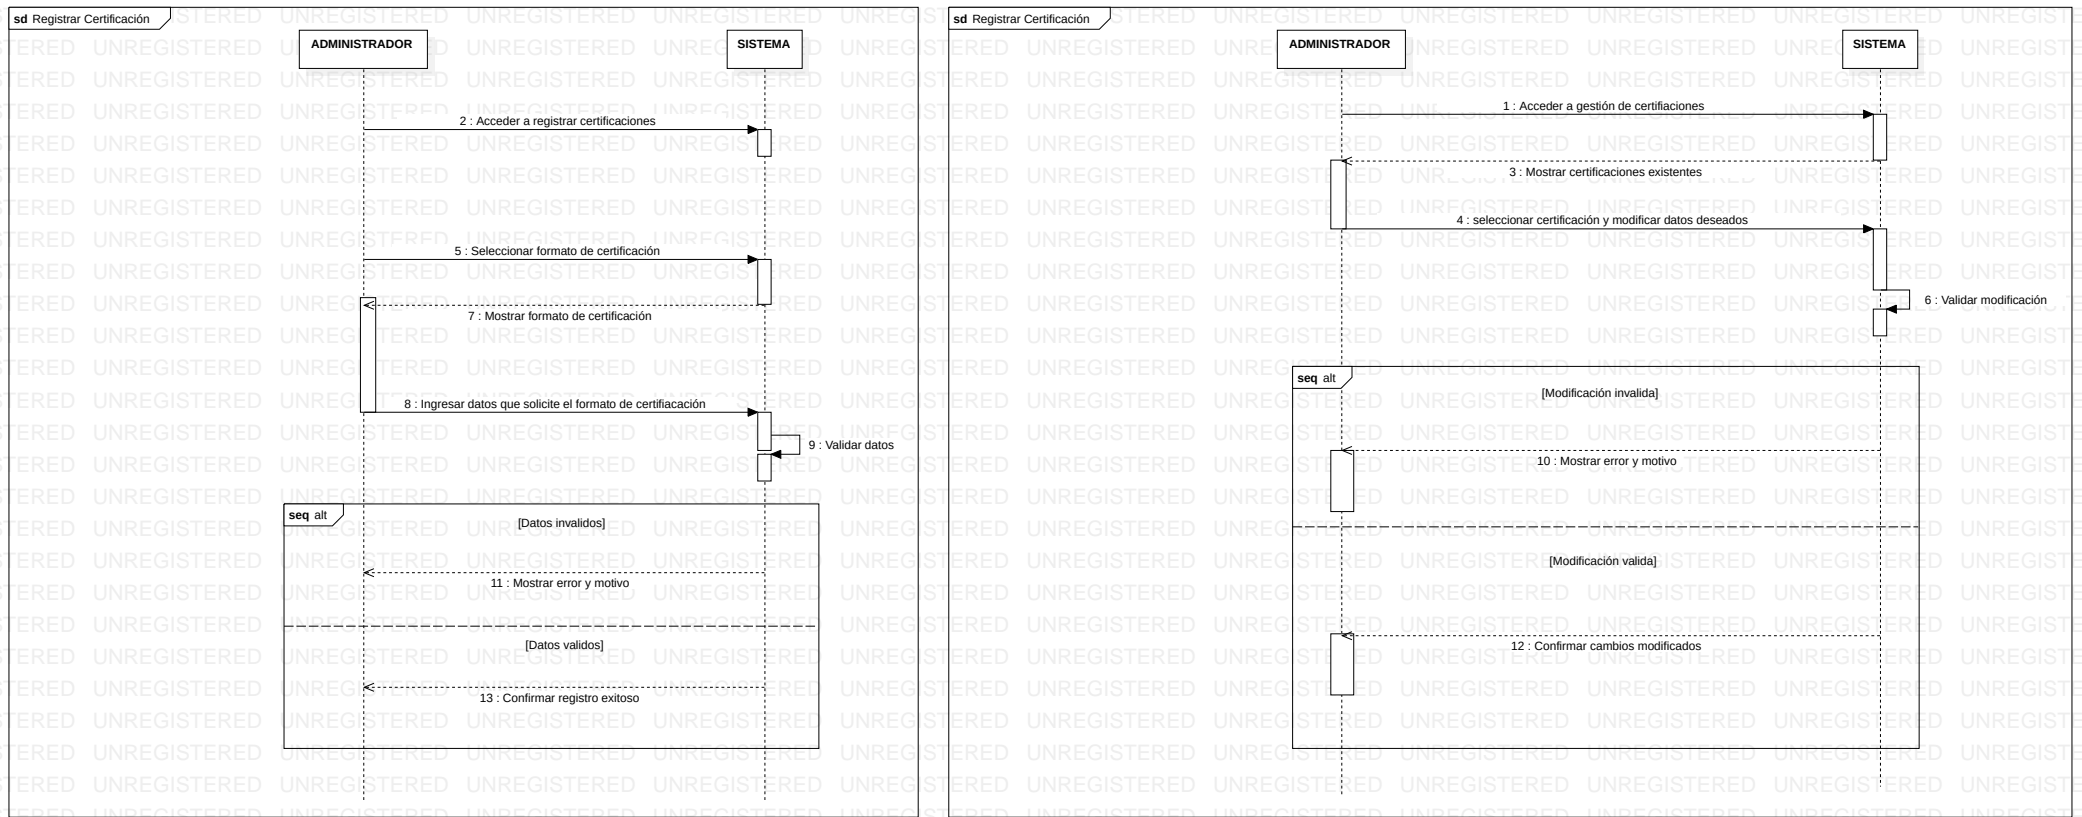 sd Registrar Certificación
ADMINISTRADOR
SISTEMA
2 : Acceder a registrar certificaciones
5 : Seleccionar formato de certificación
7 : Mostrar formato de certificación
8 : Ingresar datos que solicite el formato de certifiacación
9 : Validar datos
seq alt
[Datos invalidos]
11 : Mostrar error y motivo
[Datos validos]
13 : Confirmar registro exitoso
sd Registrar Certificación
ADMINISTRADOR
SISTEMA
1 : Acceder a gestión de certifiaciones
3 : Mostrar certificaciones existentes
4 : seleccionar certificación y modificar datos deseados
6 : Validar modificación
seq alt
[Modificación invalida]
10 : Mostrar error y motivo
[Modificación valida]
12 : Confirmar cambios modificados
UNREGISTERED